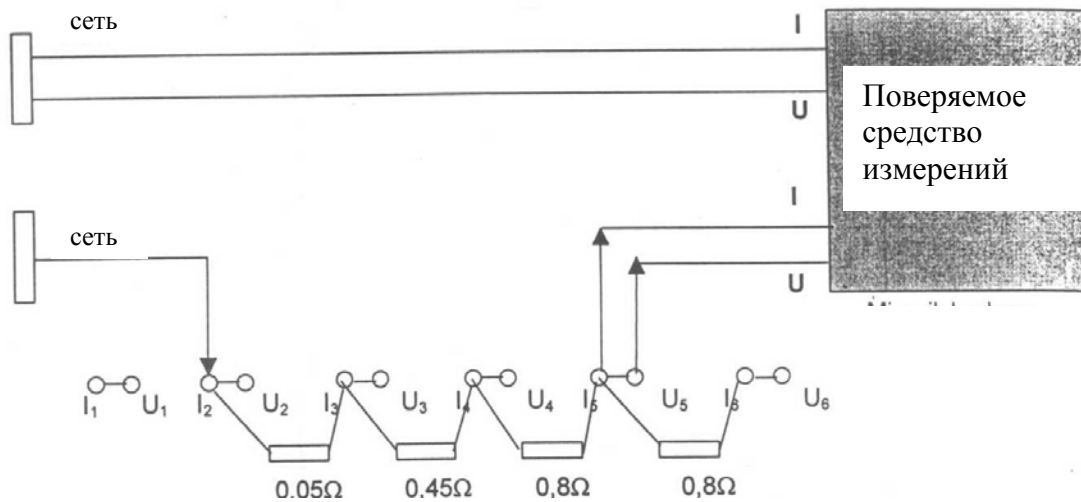 сеть
I
U
Поверяемое
средство
измерений
I
сеть
U
I₁ U₁ I₂ U₂ I₃ U₃ I₄ U₄ I₅ U₅ I₆ U₆
0,05Ω 0,45Ω 0,8Ω 0,8Ω